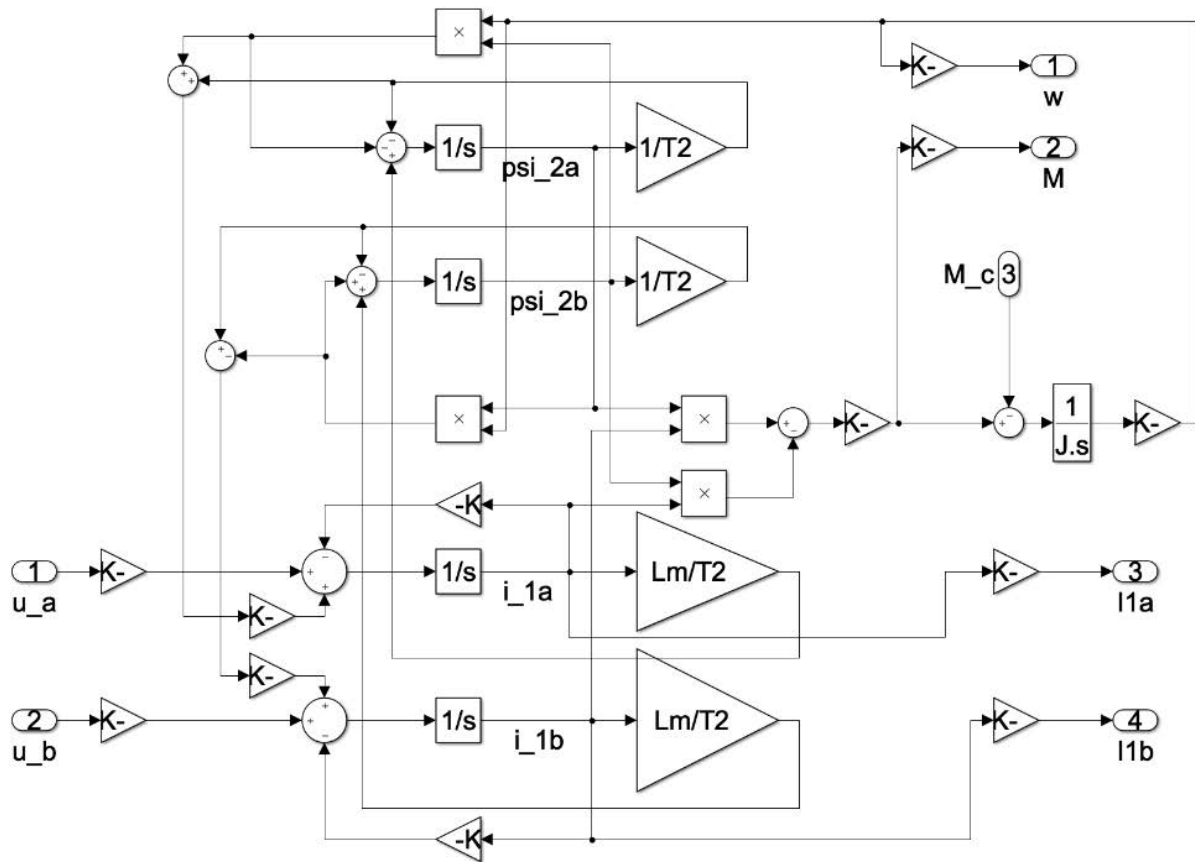 ×
K-
1
w
+
+
−
−
+
1/s
psi_2a
1/T2
K-
2
M
−
+
+
1/s
psi_2b
1/T2
M_c 3
+
−
×
×
+
−
K-
−
+
1
J.s
K-
-K
×
1
u_a
K-
−
+
+
1/s
i_1a
Lm/T2
K-
3
I1a
K-
K-
2
u_b
K-
+
+
−
1/s
i_1b
Lm/T2
K-
4
I1b
-K